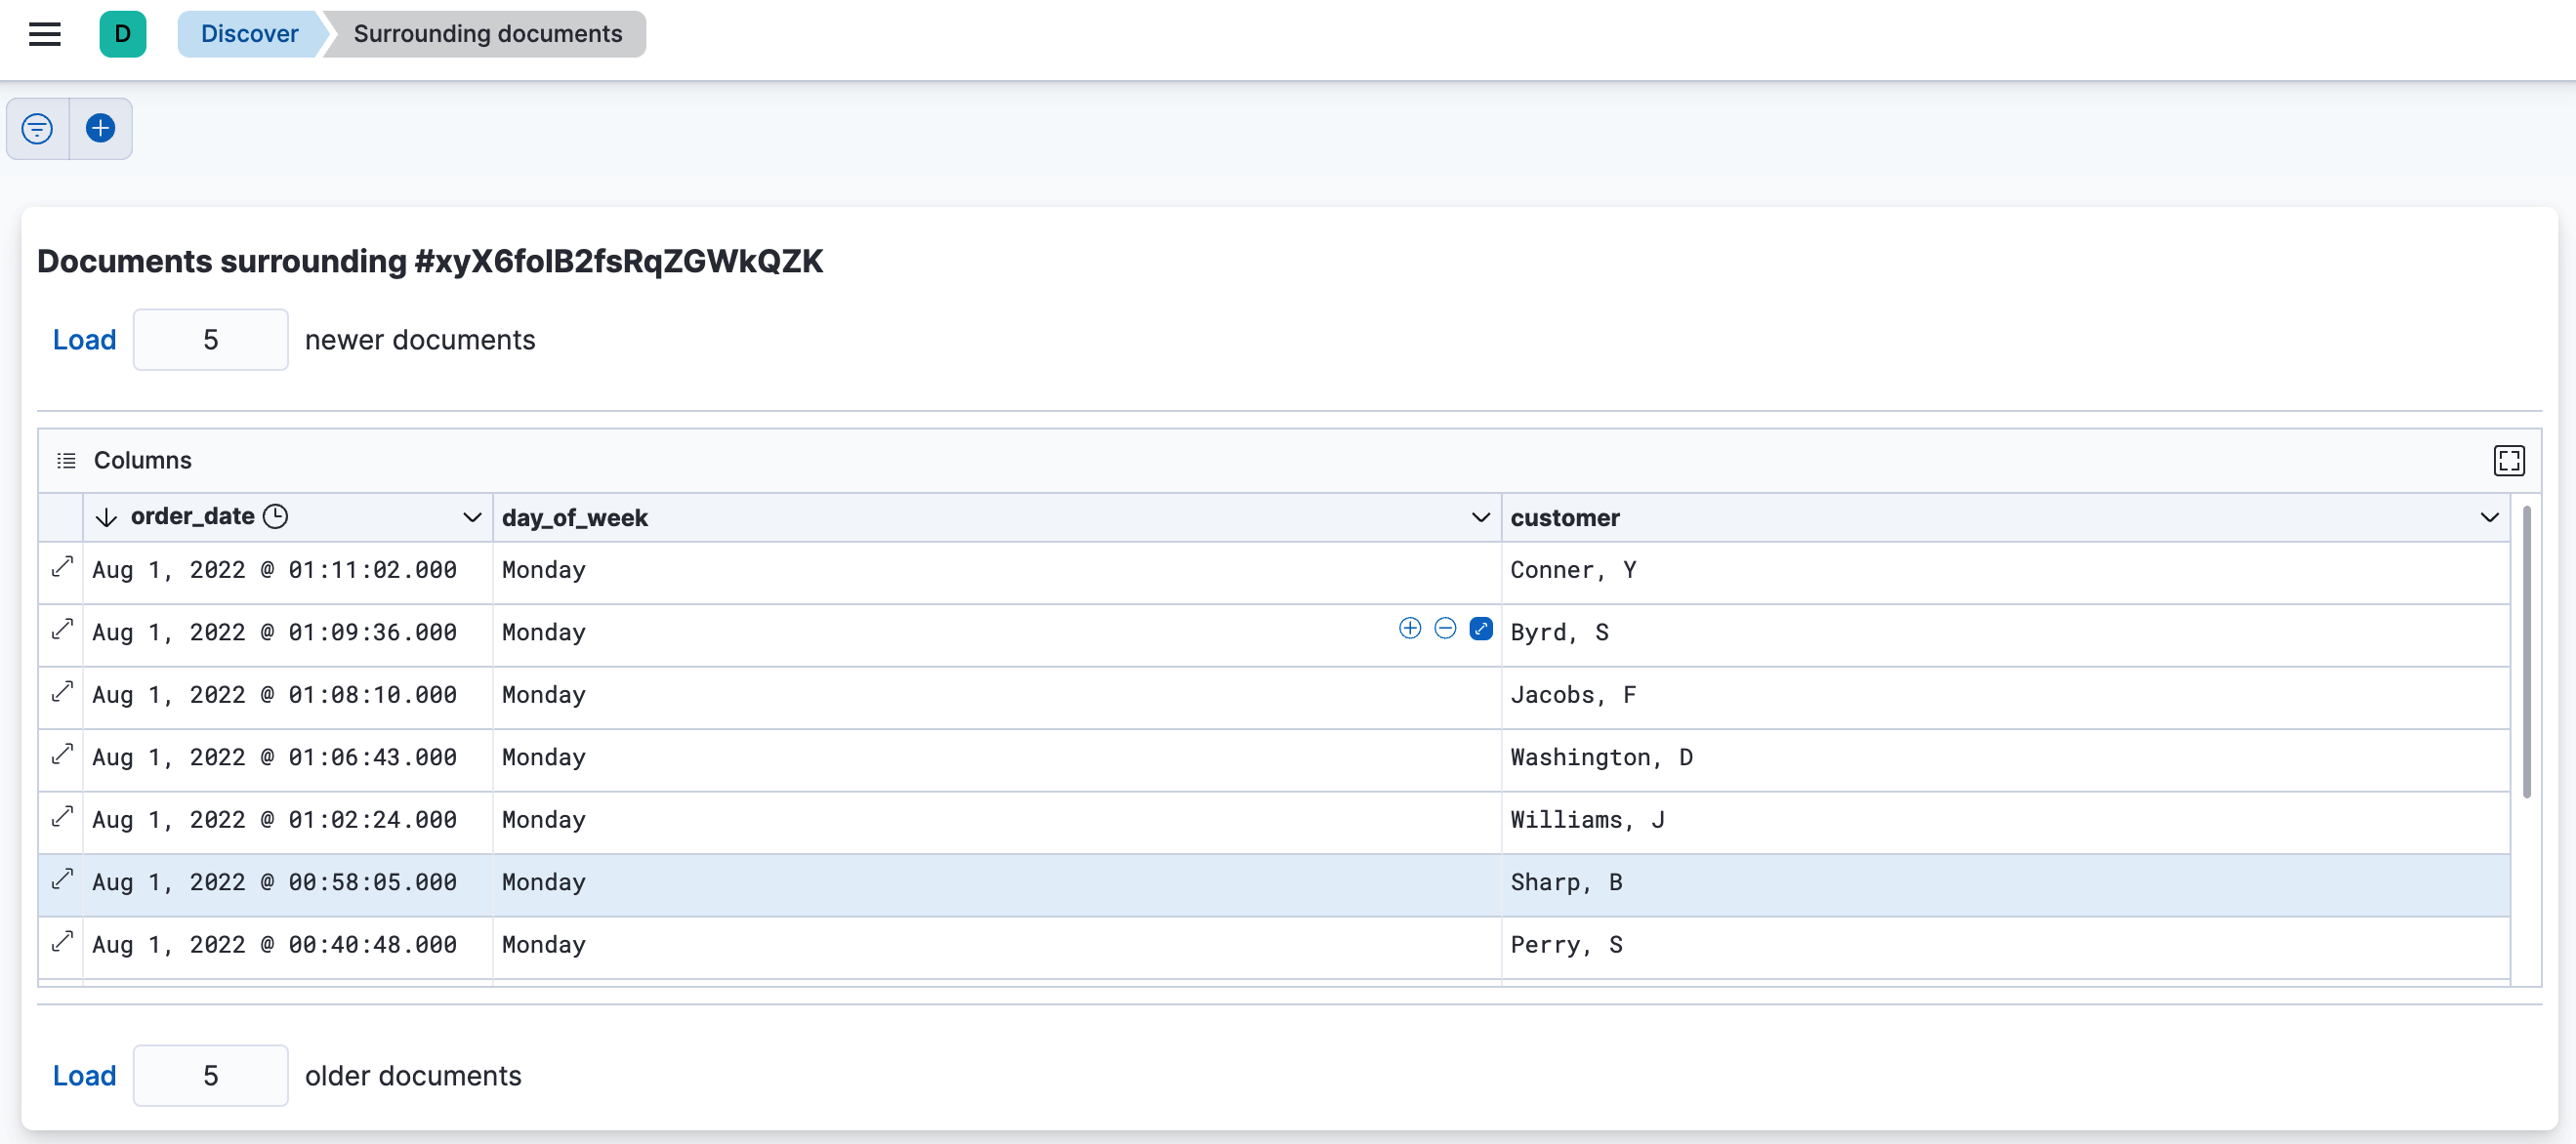 D Discover Surrounding documents
Documents surrounding #xyX6foIB2fsRqZGWkQZK
Load 5 newer documents
Columns
order_date day_of_week customer
Aug 1, 2022 @ 01:11:02.000 Monday Conner, Y
Aug 1, 2022 @ 01:09:36.000 Monday Byrd, S
Aug 1, 2022 @ 01:08:10.000 Monday Jacobs, F
Aug 1, 2022 @ 01:06:43.000 Monday Washington, D
Aug 1, 2022 @ 01:02:24.000 Monday Williams, J
Aug 1, 2022 @ 00:58:05.000 Monday Sharp, B
Aug 1, 2022 @ 00:40:48.000 Monday Perry, S
Load 5 older documents